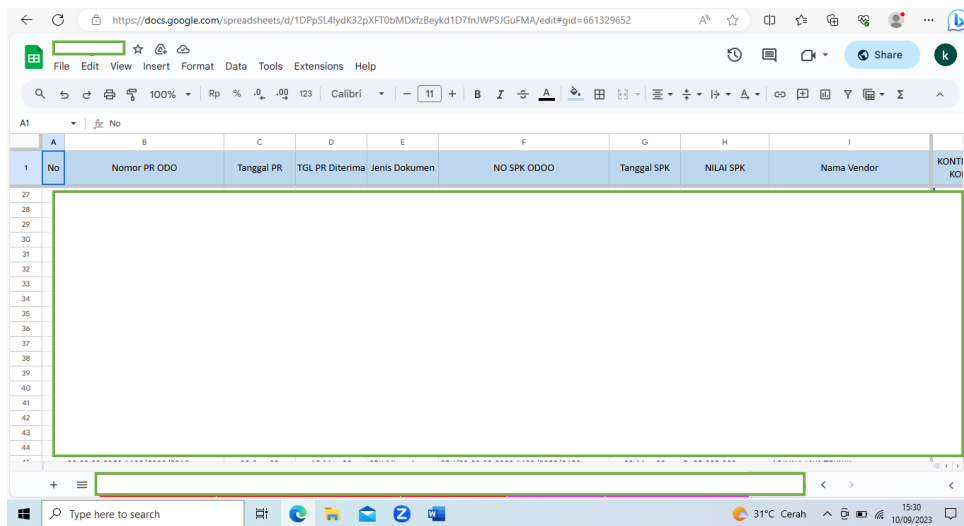 https://docs.google.com/spreadsheets/d/1DPpSL4lydK32pXFT0bMDxfzBeykd1D7fnJWPSJGuFMA/edit#gid=661329652
File Edit View Insert Format Data Tools Extensions Help
Share
k
100% Rp % .0 .00 123 Calibri 11 B I A
A1 fx No
A B C D E F G H I
1 No Nomor PR ODO Tanggal PR TGL PR Diterima Jenis Dokumen NO SPK ODOO Tanggal SPK NILAI SPK Nama Vendor
27
28
29
30
31
32
33
34
35
36
37
38
39
40
41
42
43
44
Type here to search
31°C Cerah
15:30
10/09/2023